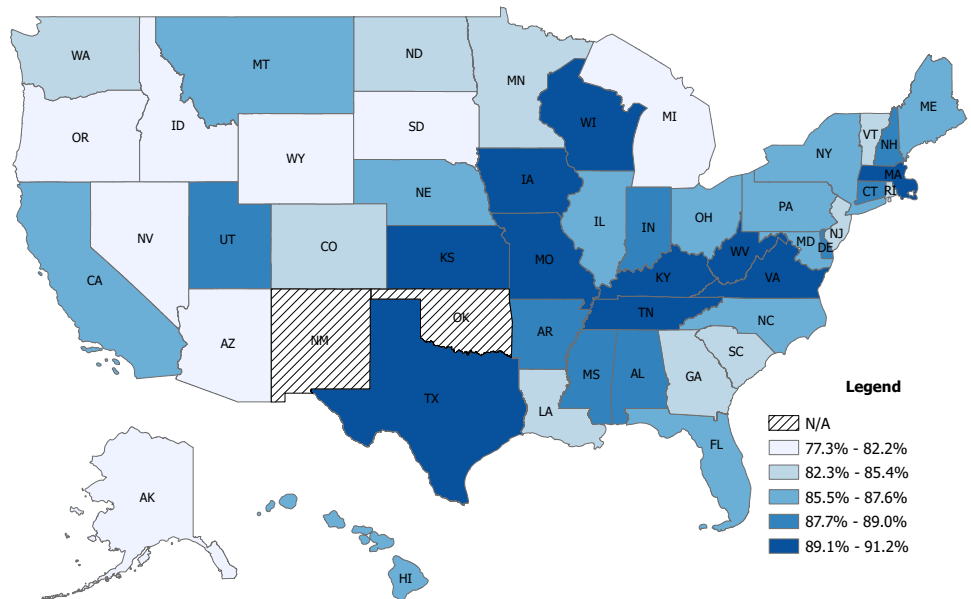 WA
MT
ND
MN
OR
ID
WY
SD
WI
MI
ME
VT
NH
NY
MA
CT
RI
NE
IA
IL
IN
OH
PA
NJ
MD
DE
NV
UT
CO
KS
MO
KY
WV
VA
CA
AZ
NM
OK
AR
TN
NC
SC
MS
AL
GA
LA
TX
FL
AK
HI
Legend
N/A
77.3% - 82.2%
82.3% - 85.4%
85.5% - 87.6%
87.7% - 89.0%
89.1% - 91.2%